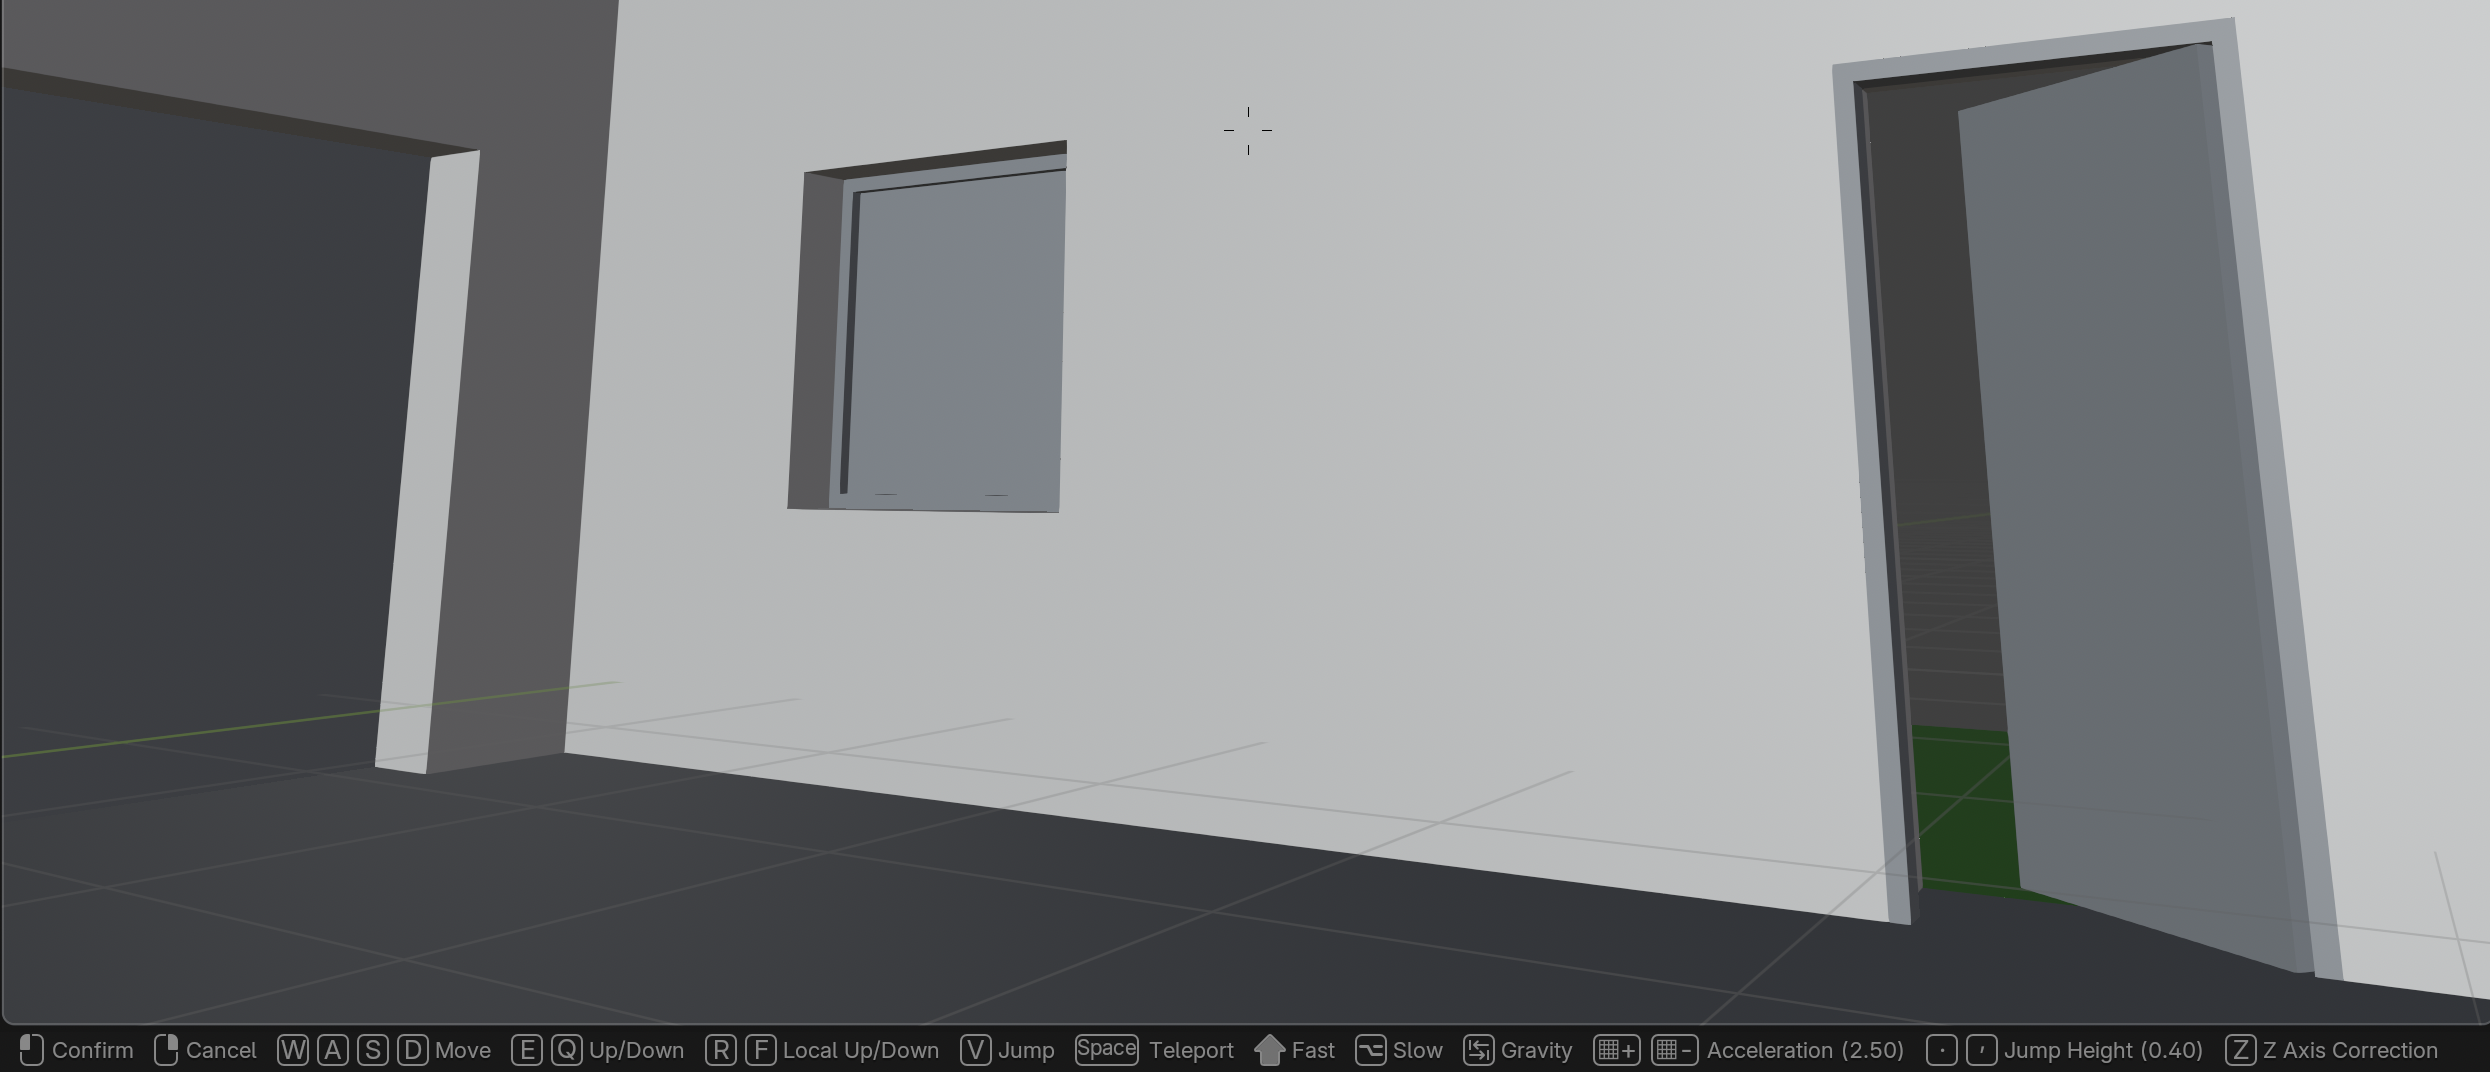 Confirm Cancel W A S D Move E Q Up/Down R F Local Up/Down V Jump Space Teleport Fast Slow Gravity + - Acceleration (2.50) . ' Jump Height (0.40) Z Z Axis Correction